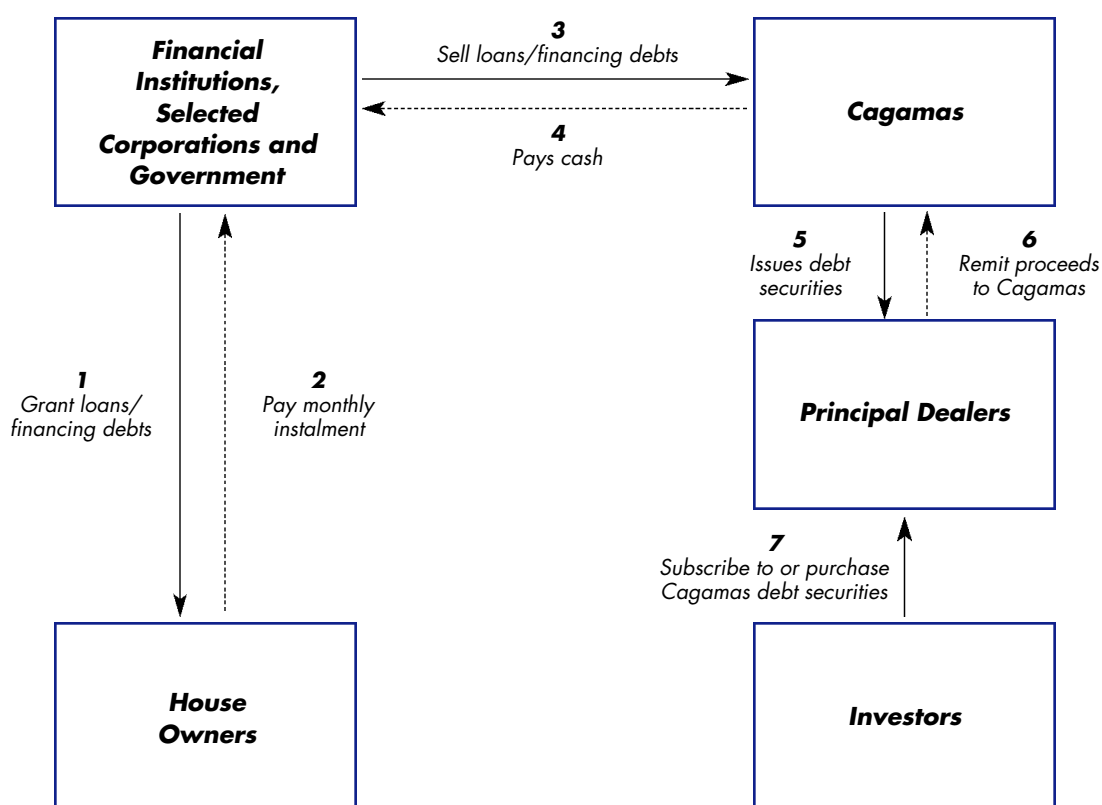 Financial
Institutions,
Selected
Corporations and
Government
3
Sell loans/financing debts
4
Pays cash
Cagamas
1
Grant loans/
financing debts
2
Pay monthly
instalment
5
Issues debt
securities
6
Remit proceeds
to Cagamas
Principal Dealers
7
Subscribe to or purchase
Cagamas debt securities
House
Owners
Investors